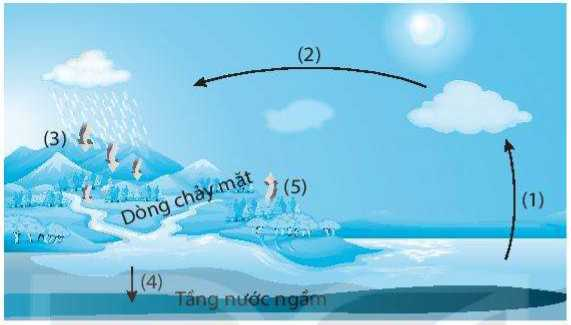 (2)
(3)
(1)
Dòng chảy mặt
(5)
(4)
Tầng nước ngầm